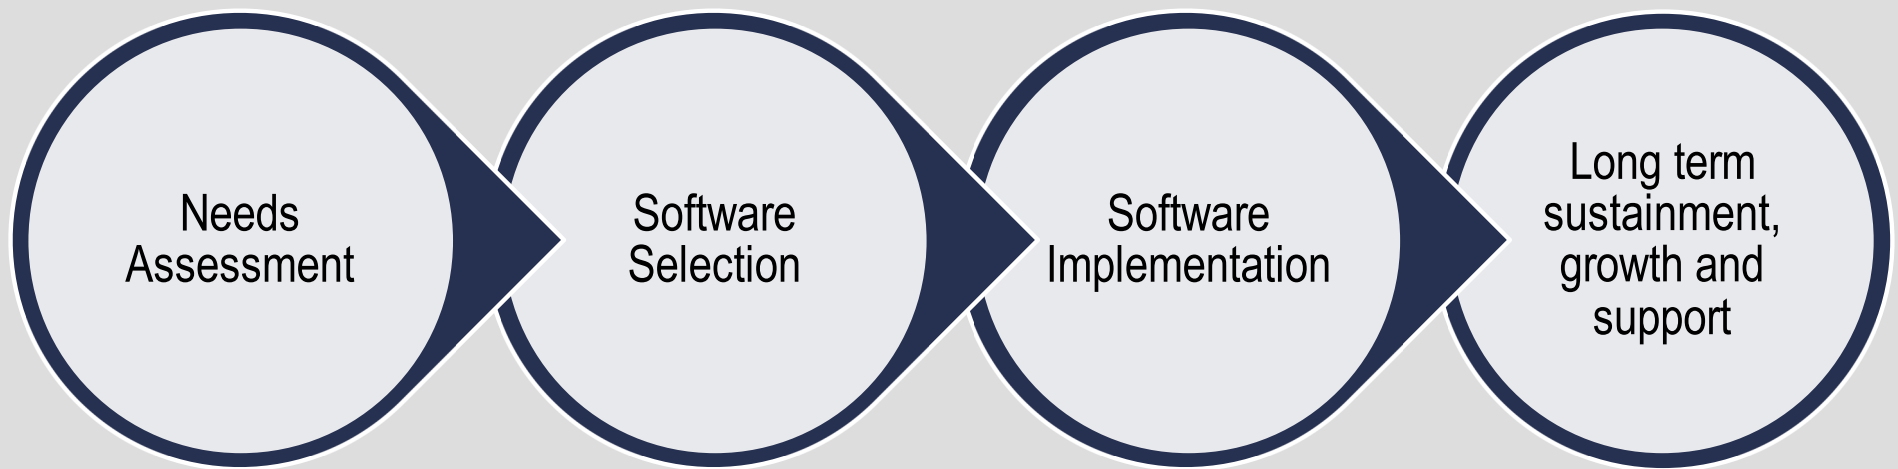 Needs
Assessment
Software
Selection
Software
Implementation
Long term
sustainment,
growth and
support